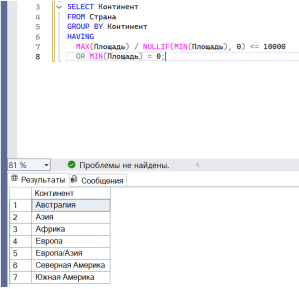 3 SELECT Континент
4 FROM Страна
5 GROUP BY Континент
6 HAVING
7 MAX(Площадь) / NULLIF(MIN(Площадь), 0) <= 10000
8 OR MIN(Площадь) = 0;
81 %
Проблемы не найдены.
Результаты Сообщения
Континент
1 Австралия
2 Азия
3 Африка
4 Европа
5 Европа/Азия
6 Северная Америка
7 Южная Америка